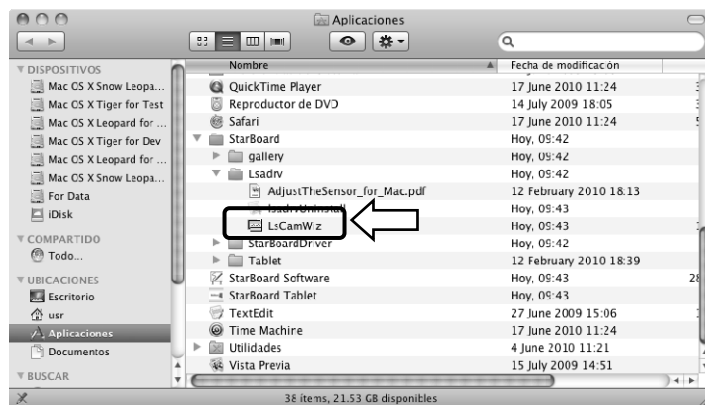 Aplicaciones
Nombre Fecha de modificación
DISPOSITIVOS
Mac OS X Snow Leopa...
Mac OS X Tiger for Test
Mac OS X Leopard for ...
Mac OS X Tiger for Dev
Mac OS X Leopard for ...
Mac OS X Snow Leopa...
For Data
iDisk
COMPARTIDO
Todo...
UBICACIONES
Escritorio
usr
Aplicaciones
Documentos
BUSCAR
QuickTime Player 17 June 2010 11:24
Reproductor de DVD 14 July 2009 18:05
Safari 17 June 2010 11:24
StarBoard Hoy, 09:42
gallery Hoy, 09:42
Lsadrv Hoy, 09:42
AdjustTheSensor_for_Mac.pdf 12 February 2010 18:13
lsadrvUninstall Hoy, 09:43
LsCamWiz Hoy, 09:43
StarBoardDriver Hoy, 09:42
Tablet 12 February 2010 18:39
StarBoard Software Hoy, 09:43 28
StarBoard Tablet Hoy, 09:43
TextEdit 27 June 2009 15:06
Time Machine 17 June 2010 11:24
Utilidades 4 June 2010 11:21
Vista Previa 15 July 2009 14:51
38 ítems, 21.53 GB disponibles